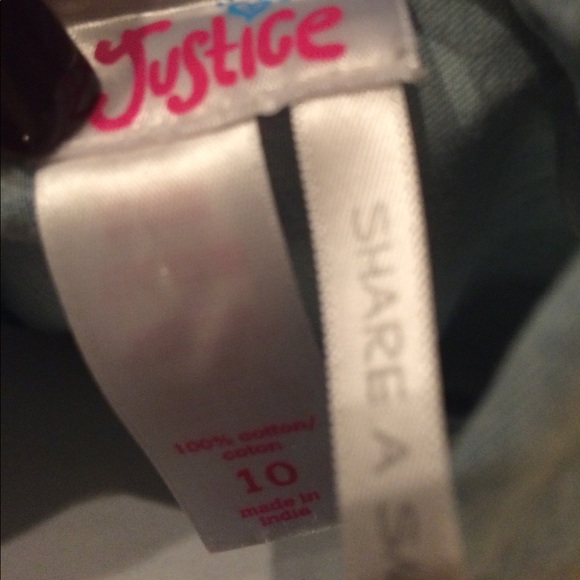 Justice
100% cotton/
coton
10
made in
india
SHARE A